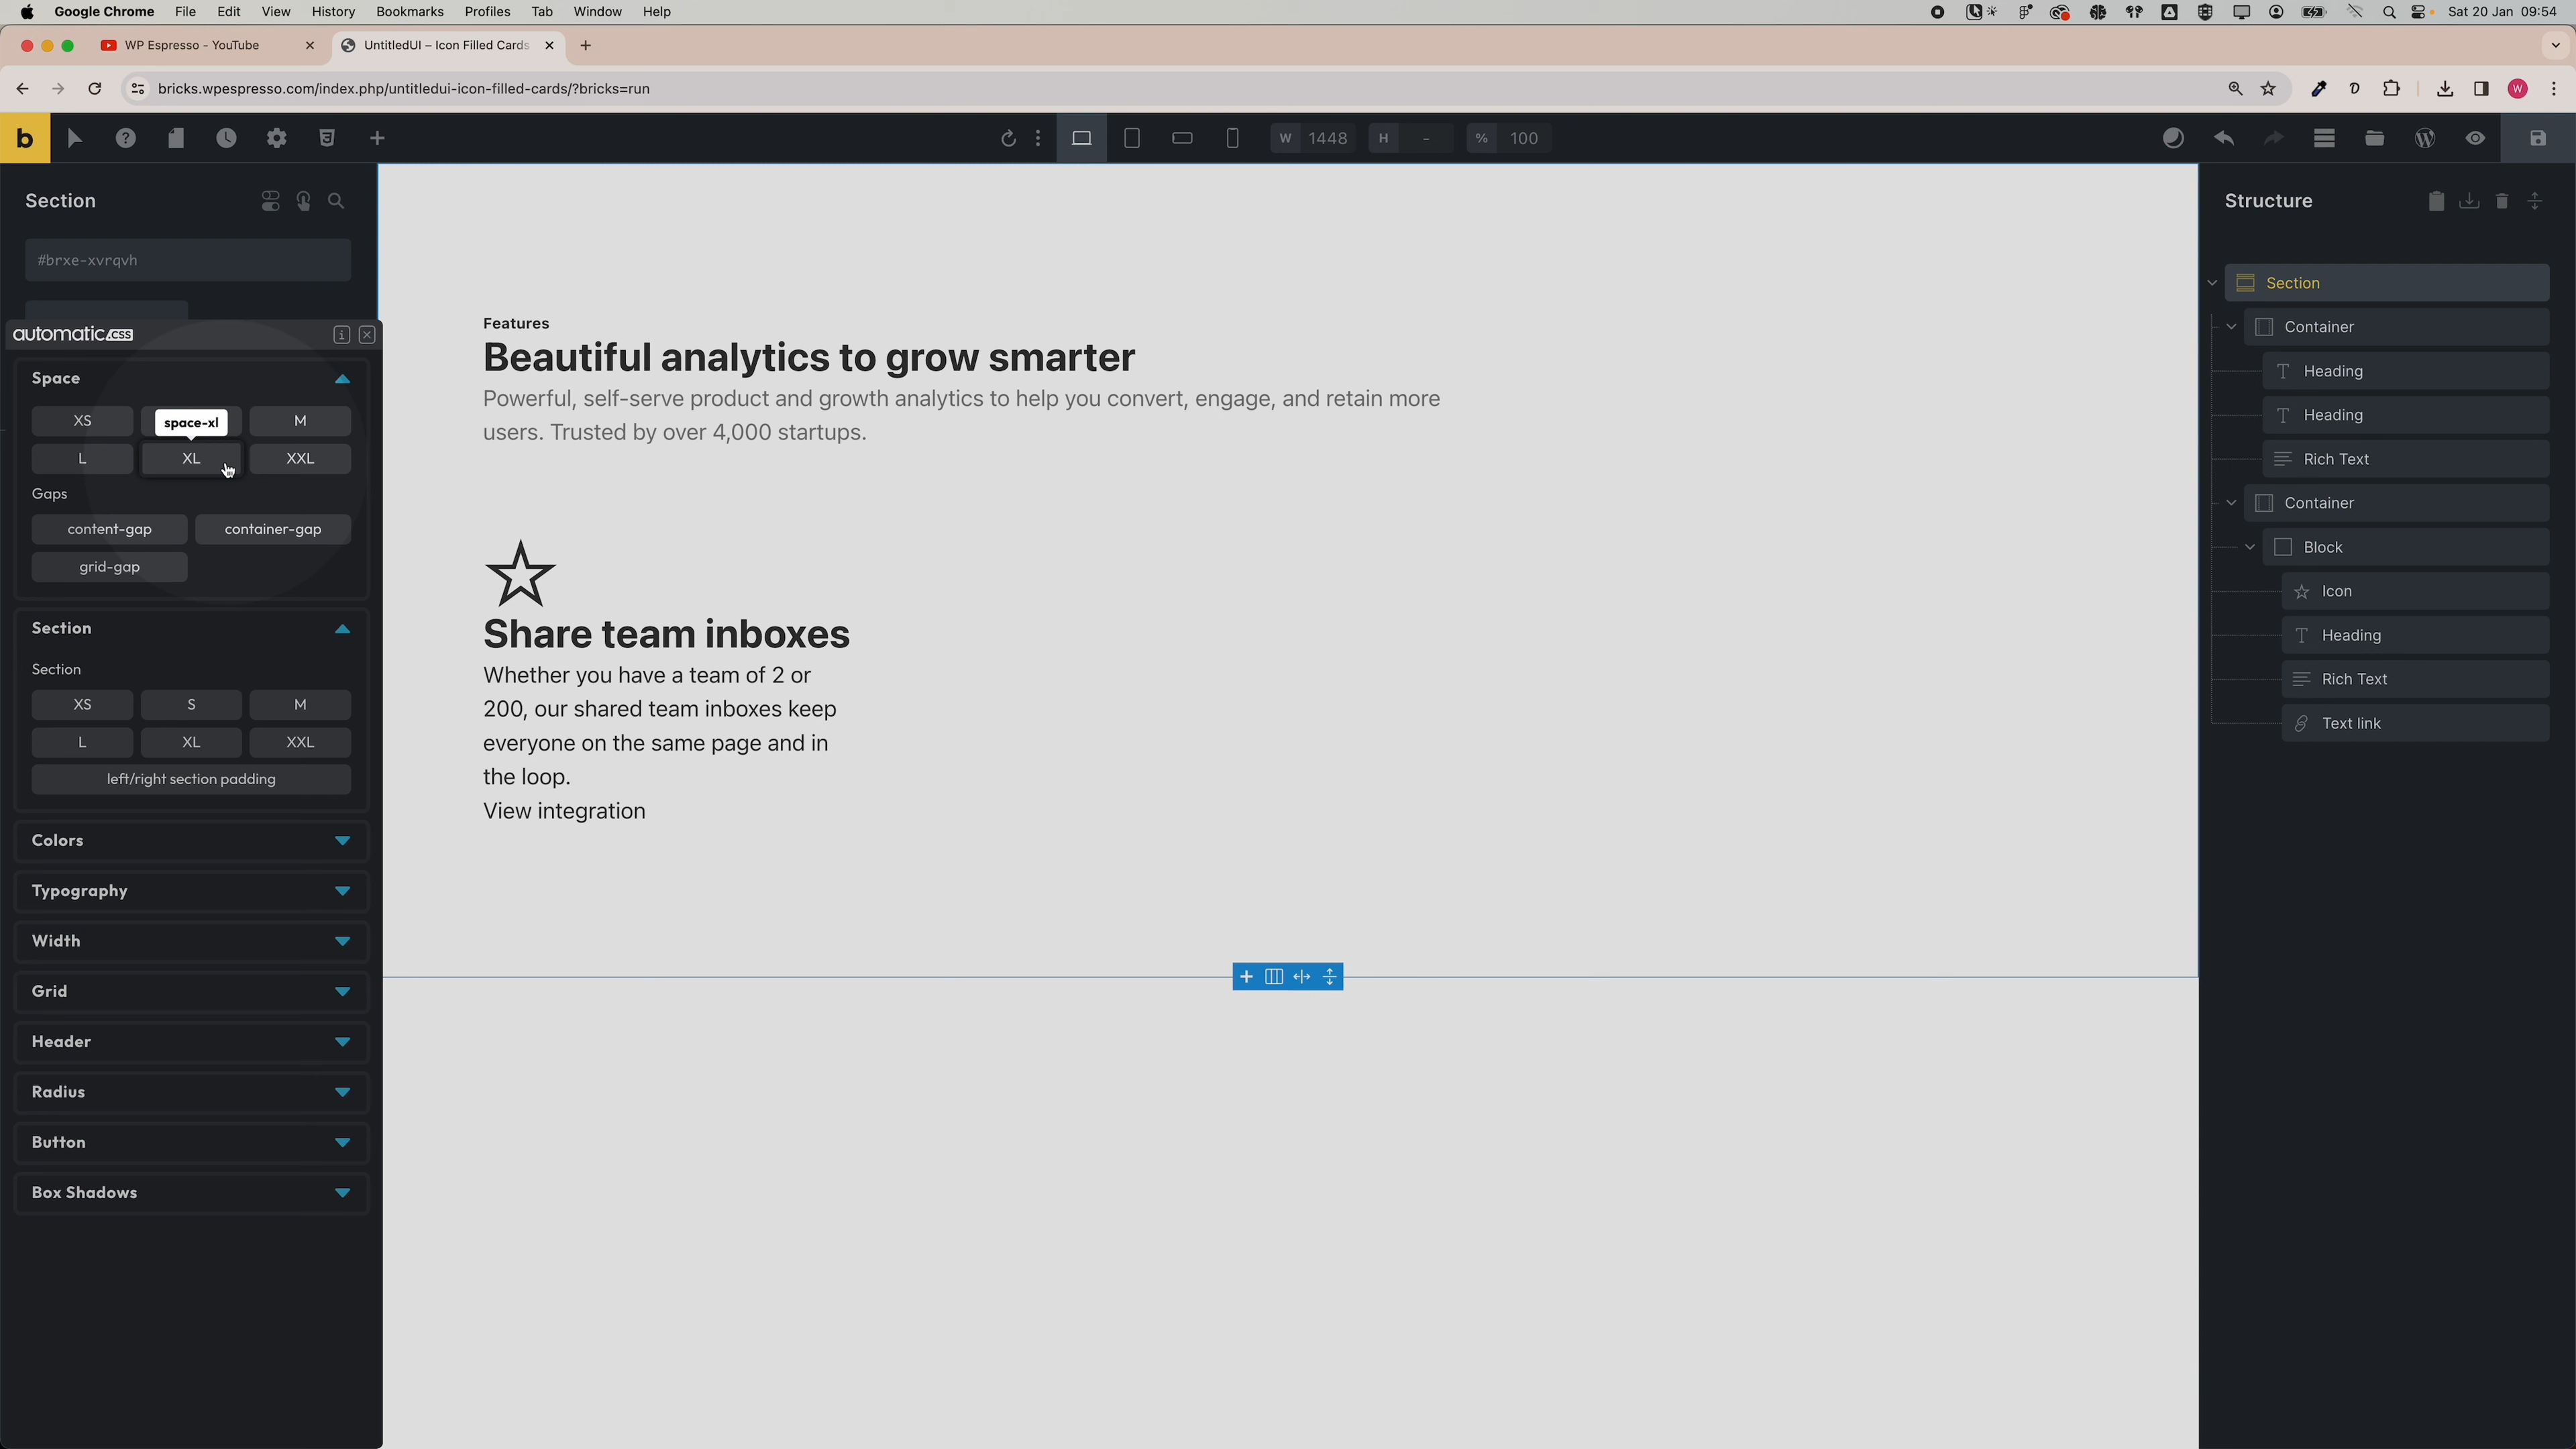 Google Chrome File Edit View History Bookmarks Profiles Tab Window Help
Sat 20 Jan 09:54
WP Espresso - YouTube
UntitledUI – Icon Filled Cards
bricks.wpespresso.com/index.php/untitledui-icon-filled-cards/?bricks=run
W
b
W 1448 H - % 100
Section
#brxe-xvrqvh
automatic.css
Space
XS
space-xl
M
L
XL
XXL
Gaps
content-gap
container-gap
grid-gap
Section
Section
XS
S
M
L
XL
XXL
left/right section padding
Colors
Typography
Width
Grid
Header
Radius
Button
Box Shadows
Features
Beautiful analytics to grow smarter
Powerful, self-serve product and growth analytics to help you convert, engage, and retain more
users. Trusted by over 4,000 startups.
Share team inboxes
Whether you have a team of 2 or
200, our shared team inboxes keep
everyone on the same page and in
the loop.
View integration
Structure
Section
Container
Heading
Heading
Rich Text
Container
Block
Icon
Heading
Rich Text
Text link